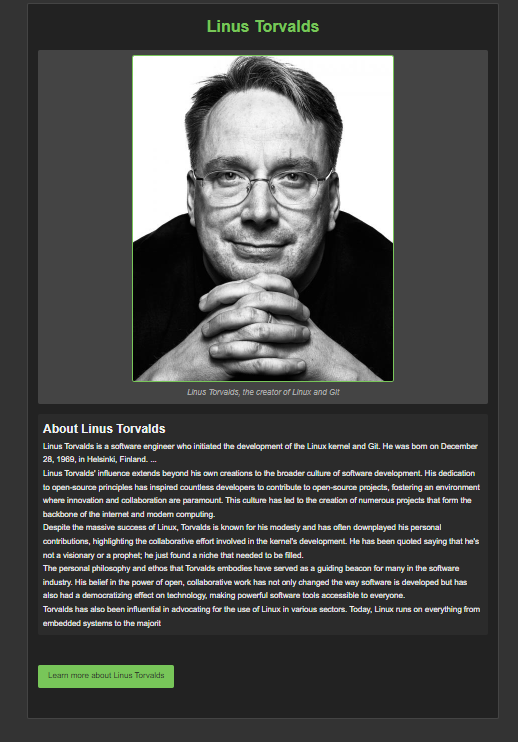 Linus Torvalds
Linus Torvalds, the creator of Linux and Git
About Linus Torvalds
Linus Torvalds is a software engineer who initiated the development of the Linux kernel and Git. He was born on December
28, 1969, in Helsinki, Finland. ...
Linus Torvalds' influence extends beyond his own creations to the broader culture of software development. His dedication
to open-source principles has inspired countless developers to contribute to open-source projects, fostering an environment
where innovation and collaboration are paramount. This culture has led to the creation of numerous projects that form the
backbone of the internet and modern computing.
Despite the massive success of Linux, Torvalds is known for his modesty and has often downplayed his personal
contributions, highlighting the collaborative effort involved in the kernel's development. He has been quoted saying that he's
not a visionary or a prophet; he just found a niche that needed to be filled.
The personal philosophy and ethos that Torvalds embodies have served as a guiding beacon for many in the software
industry. His belief in the power of open, collaborative work has not only changed the way software is developed but has
also had a democratizing effect on technology, making powerful software tools accessible to everyone.
Torvalds has also been influential in advocating for the use of Linux in various sectors. Today, Linux runs on everything from
embedded systems to the majorit
Learn more about Linus Torvalds